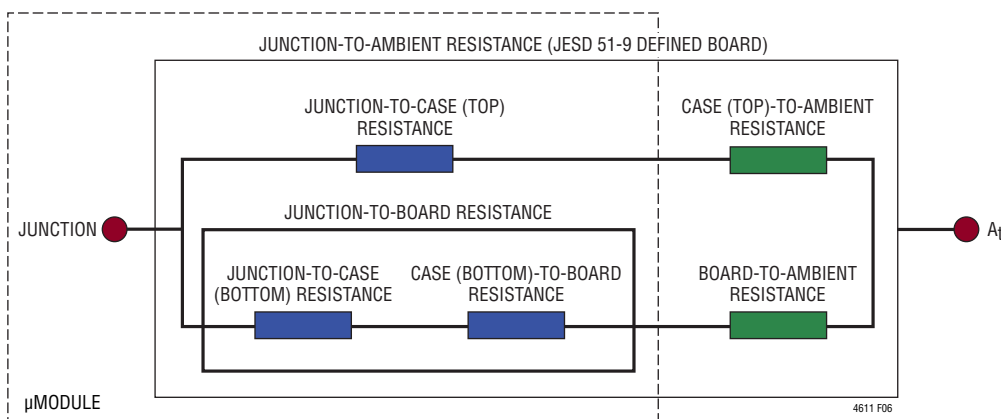 JUNCTION-TO-AMBIENT RESISTANCE (JESD 51-9 DEFINED BOARD)
JUNCTION-TO-CASE (TOP)
RESISTANCE
CASE (TOP)-TO-AMBIENT
RESISTANCE
JUNCTION
JUNCTION-TO-BOARD RESISTANCE
At
JUNCTION-TO-CASE
(BOTTOM) RESISTANCE
CASE (BOTTOM)-TO-BOARD
RESISTANCE
BOARD-TO-AMBIENT
RESISTANCE
µMODULE
4611 F06